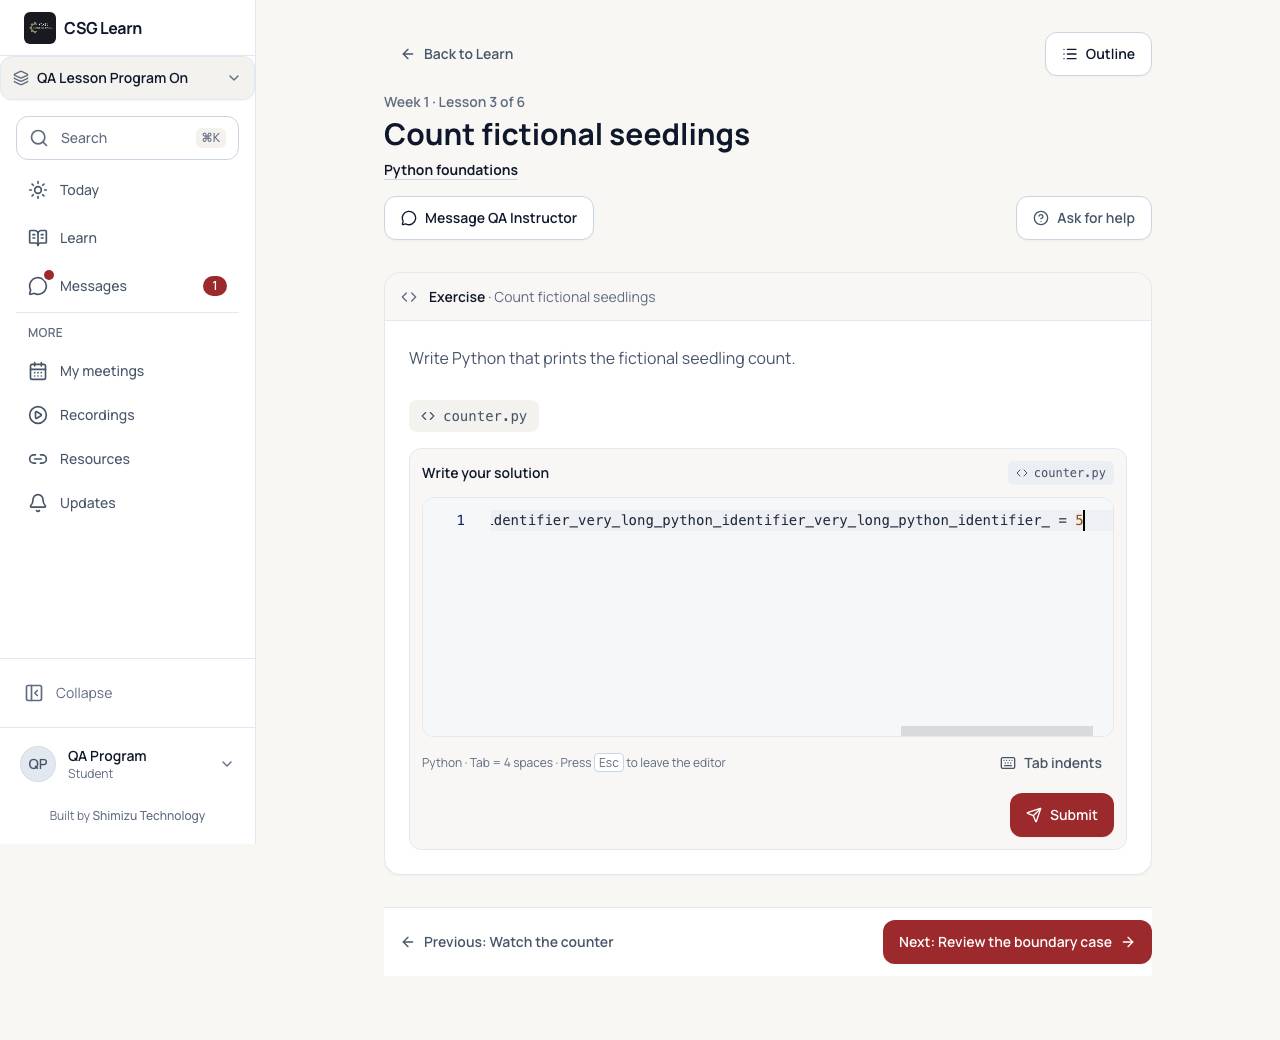 CSG Learn
QA Lesson Program On
Search ⌘K
Today
Learn
Messages 1
MORE
My meetings
Recordings
Resources
Updates
Collapse
QP
QA Program
Student
Built by Shimizu Technology
Back to Learn
Outline
Week 1 · Lesson 3 of 6
Count fictional seedlings
Python foundations
Message QA Instructor
Ask for help
Exercise · Count fictional seedlings
Write Python that prints the fictional seedling count.
counter.py
Write your solution
counter.py
1 dentifier_very_long_python_identifier_very_long_python_identifier_ = 5
Python · Tab = 4 spaces · Press Esc to leave the editor
Tab indents
Submit
Previous: Watch the counter
Next: Review the boundary case